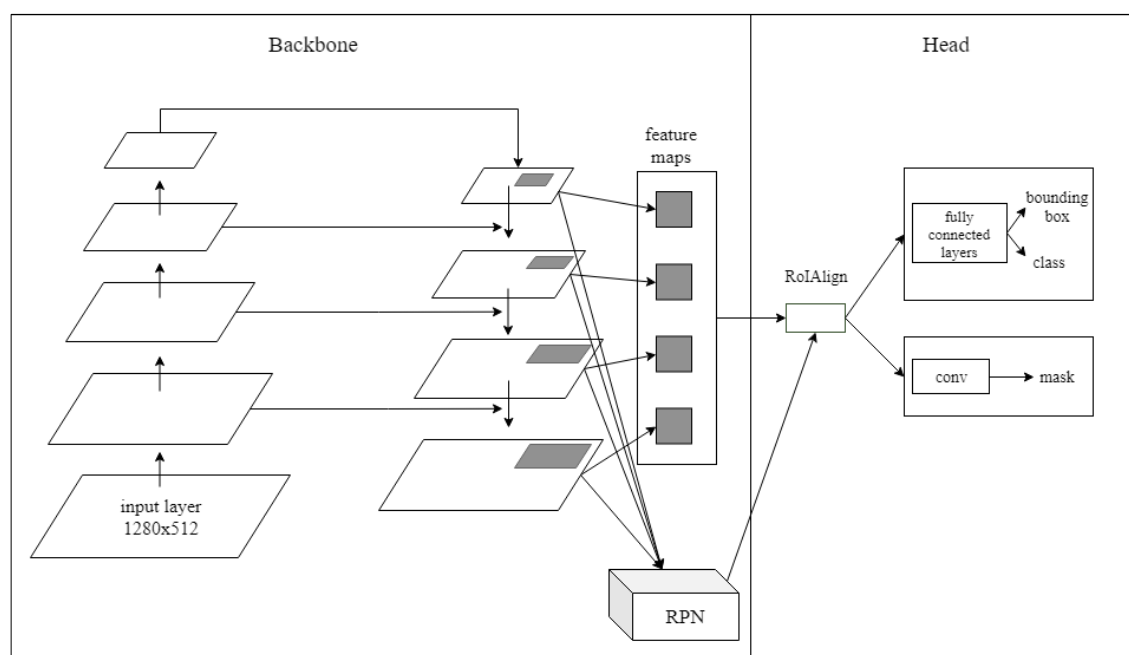 Backbone
Head
feature
maps
input layer
1280x512
RPN
RoIAlign
fully
connected
layers
bounding
box
class
conv
mask